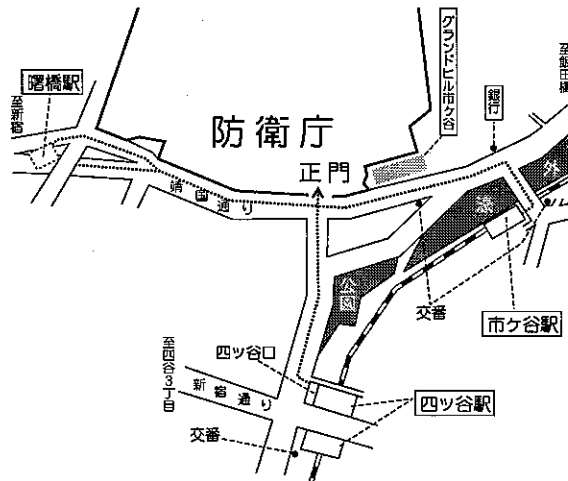 グランドヒル市ケ谷
至飯田橋
銀行
曙橋駅
至新宿
防衛庁
正門
靖国通り
外
濠
公園
交番
市ケ谷駅
四ッ谷口
至四谷3丁目
新宿通り
四ッ谷駅
交番